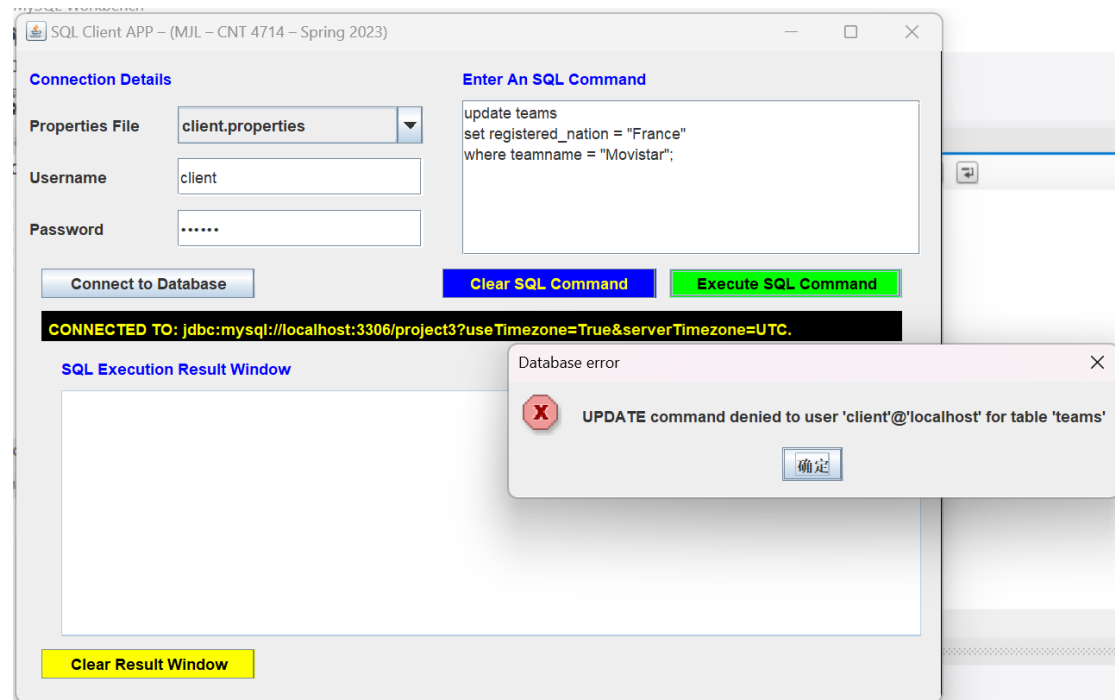 MySQL Workbench
SQL Client APP – (MJL – CNT 4714 – Spring 2023)
Connection Details
Enter An SQL Command
Properties File
client.properties
update teams
set registered_nation = "France"
where teamname = "Movistar";
Username
client
Password
••••••
Connect to Database
Clear SQL Command
Execute SQL Command
CONNECTED TO: jdbc:mysql://localhost:3306/project3?useTimezone=True&serverTimezone=UTC.
SQL Execution Result Window
Database error
UPDATE command denied to user 'client'@'localhost' for table 'teams'
确定
Clear Result Window